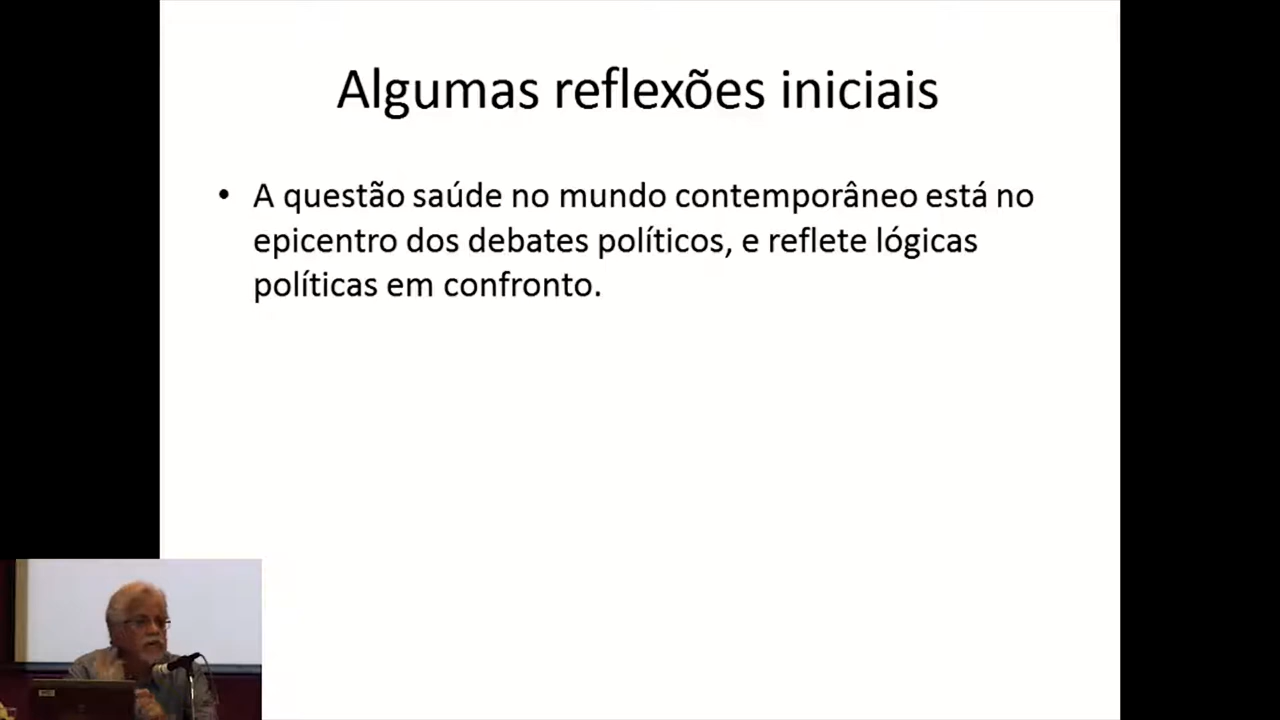 Algumas reflexões iniciais
• A questão saúde no mundo contemporâneo está no
epicentro dos debates políticos, e reflete lógicas
políticas em confronto.